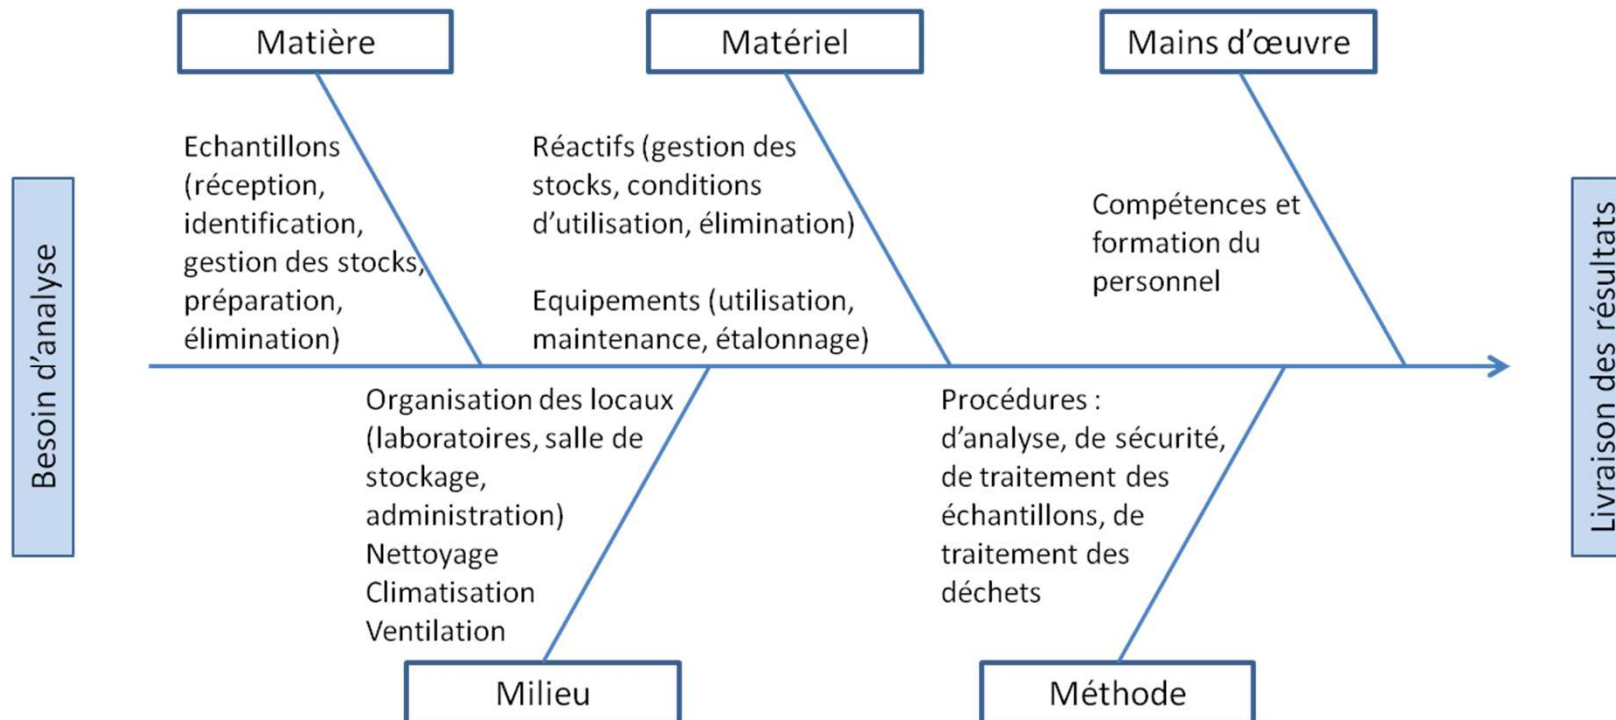 Matière
Matériel
Mains d’œuvre
Echantillons
(réception,
identification,
gestion des stocks,
préparation,
élimination)
Réactifs (gestion des
stocks, conditions
d’utilisation, élimination)
Equipements (utilisation,
maintenance, étalonnage)
Compétences et
formation du
personnel
Besoin d’analyse
Livraison des résultats
Organisation des locaux
(laboratoires, salle de
stockage,
administration)
Nettoyage
Climatisation
Ventilation
Procédures :
d’analyse, de sécurité,
de traitement des
échantillons, de
traitement des
déchets
Milieu
Méthode